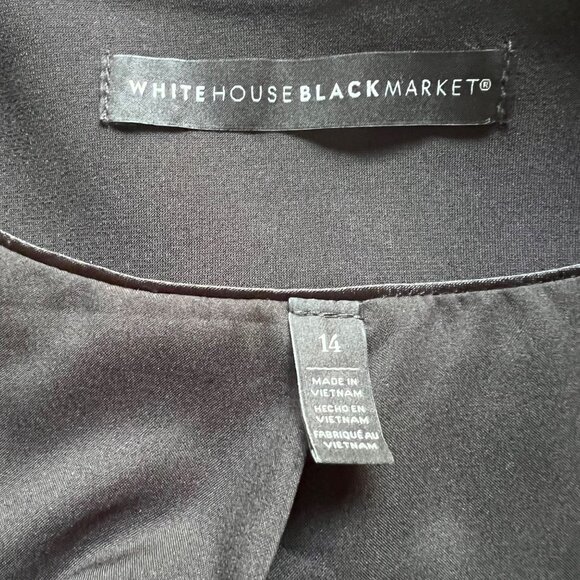 WHITEHOUSEBLACKMARKET®
14
MADE IN
VIETNAM
HECHO EN
VIETNAM
FABRIQUÉ AU
VIETNAM